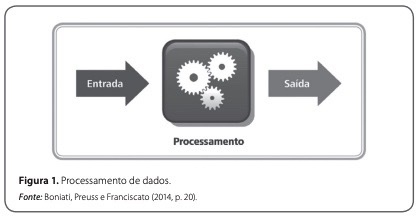 Entrada
Saída
Processamento
Figura 1. Processamento de dados.
Fonte: Boniati, Preuss e Franciscato (2014, p. 20).